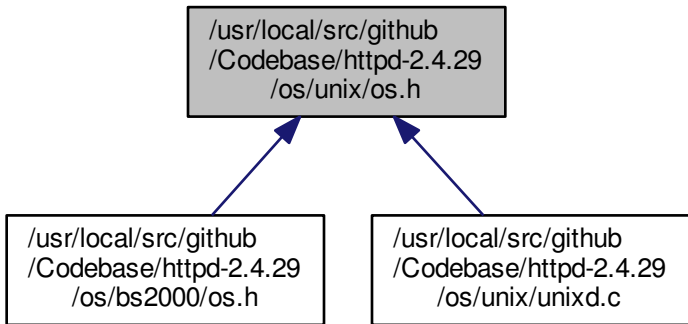 /usr/local/src/github
/Codebase/httpd-2.4.29
/os/unix/os.h
/usr/local/src/github
/Codebase/httpd-2.4.29
/os/bs2000/os.h
/usr/local/src/github
/Codebase/httpd-2.4.29
/os/unix/unixd.c